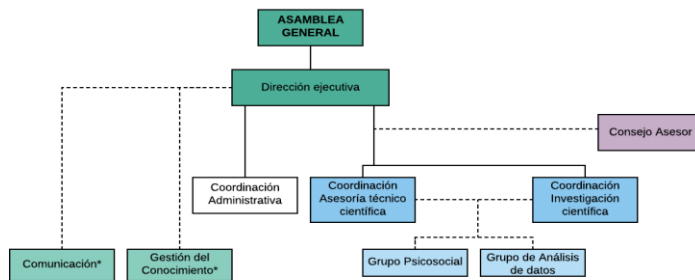 ASAMBLEA
GENERAL
Dirección ejecutiva
Consejo Asesor
Coordinación
Administrativa
Coordinación
Asesoría técnico
científica
Coordinación
Investigación
científica
Comunicación*
Gestión del
Conocimiento*
Grupo Psicosocial
Grupo de Análisis
de datos